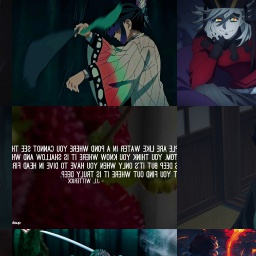 PLE ARE LIKE WATER IN A POND WHERE YOU CANNOT SEE TH
TOM. YOU THINK YOU KNOW WHERE IT IS SHALLOW AND WH
S DEEP BUT IT'S ONLY WHEN YOU HAVE TO DIVE IN HEAD FIR
T YOU FIND OUT WHERE IT IS TRULY DEEP.
- J.L. WITTERICK